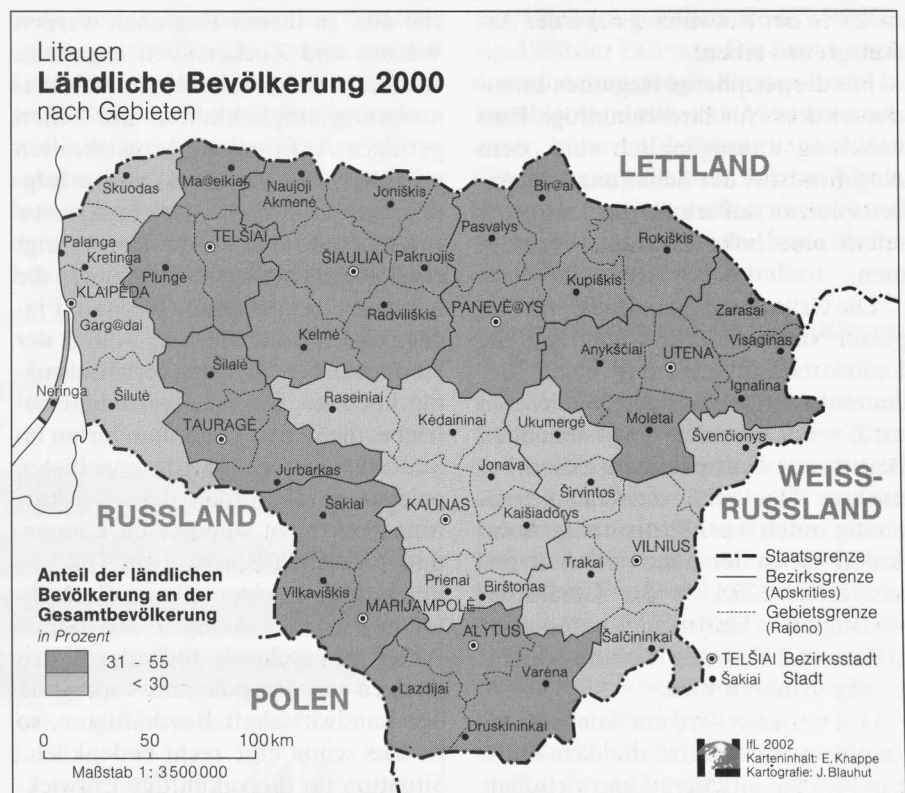 Litauen
Ländliche Bevölkerung 2000
nach Gebieten
LETTLAND
Skuodas
Ma@eikiai
Naujoji
Akmenė
Joniškis
Bir@ai
Pasvalys
Rokiškis
Palanga
Kretinga
Plunge
TELŠIAI
ŠIAULIAI
Pakruojis
Kupiškis
KLAIPĖDA
Garg@dai
Radviliškis
PANEVĖ@YS
Zarasai
Visaginas
Kelmė
Anykščiai
UTENA
Ignalina
Šilalė
Raseiniai
Neringa
Šilutė
Kėdainiai
Ukumergė
Molėtai
Švenčionys
TAURAGĖ
Jurbarkas
Jonava
Širvintos
WEISS-
RUSSLAND
RUSSLAND
Šakiai
KAUNAS
Kaišiadorys
VILNIUS
Trakai
Prienai
Birštonas
Vilkaviškis
MARIJAMPOLĖ
ALYTUS
Šalčininkai
Varėna
Lazdijai
Druskininkai
POLEN
Anteil der ländlichen
Bevölkerung an der
Gesamtbevölkerung
in Prozent
31 - 55
< 30
0 50 100km
Maßstab 1: 3500000
Staatsgrenze
Bezirksgrenze
(Apskrities)
Gebietsgrenze
(Rajono)
TELŠIAI Bezirksstadt
Šakiai Stadt
IfL 2002
Karteninhalt: E. Knappe
Kartografie: J. Blauhut